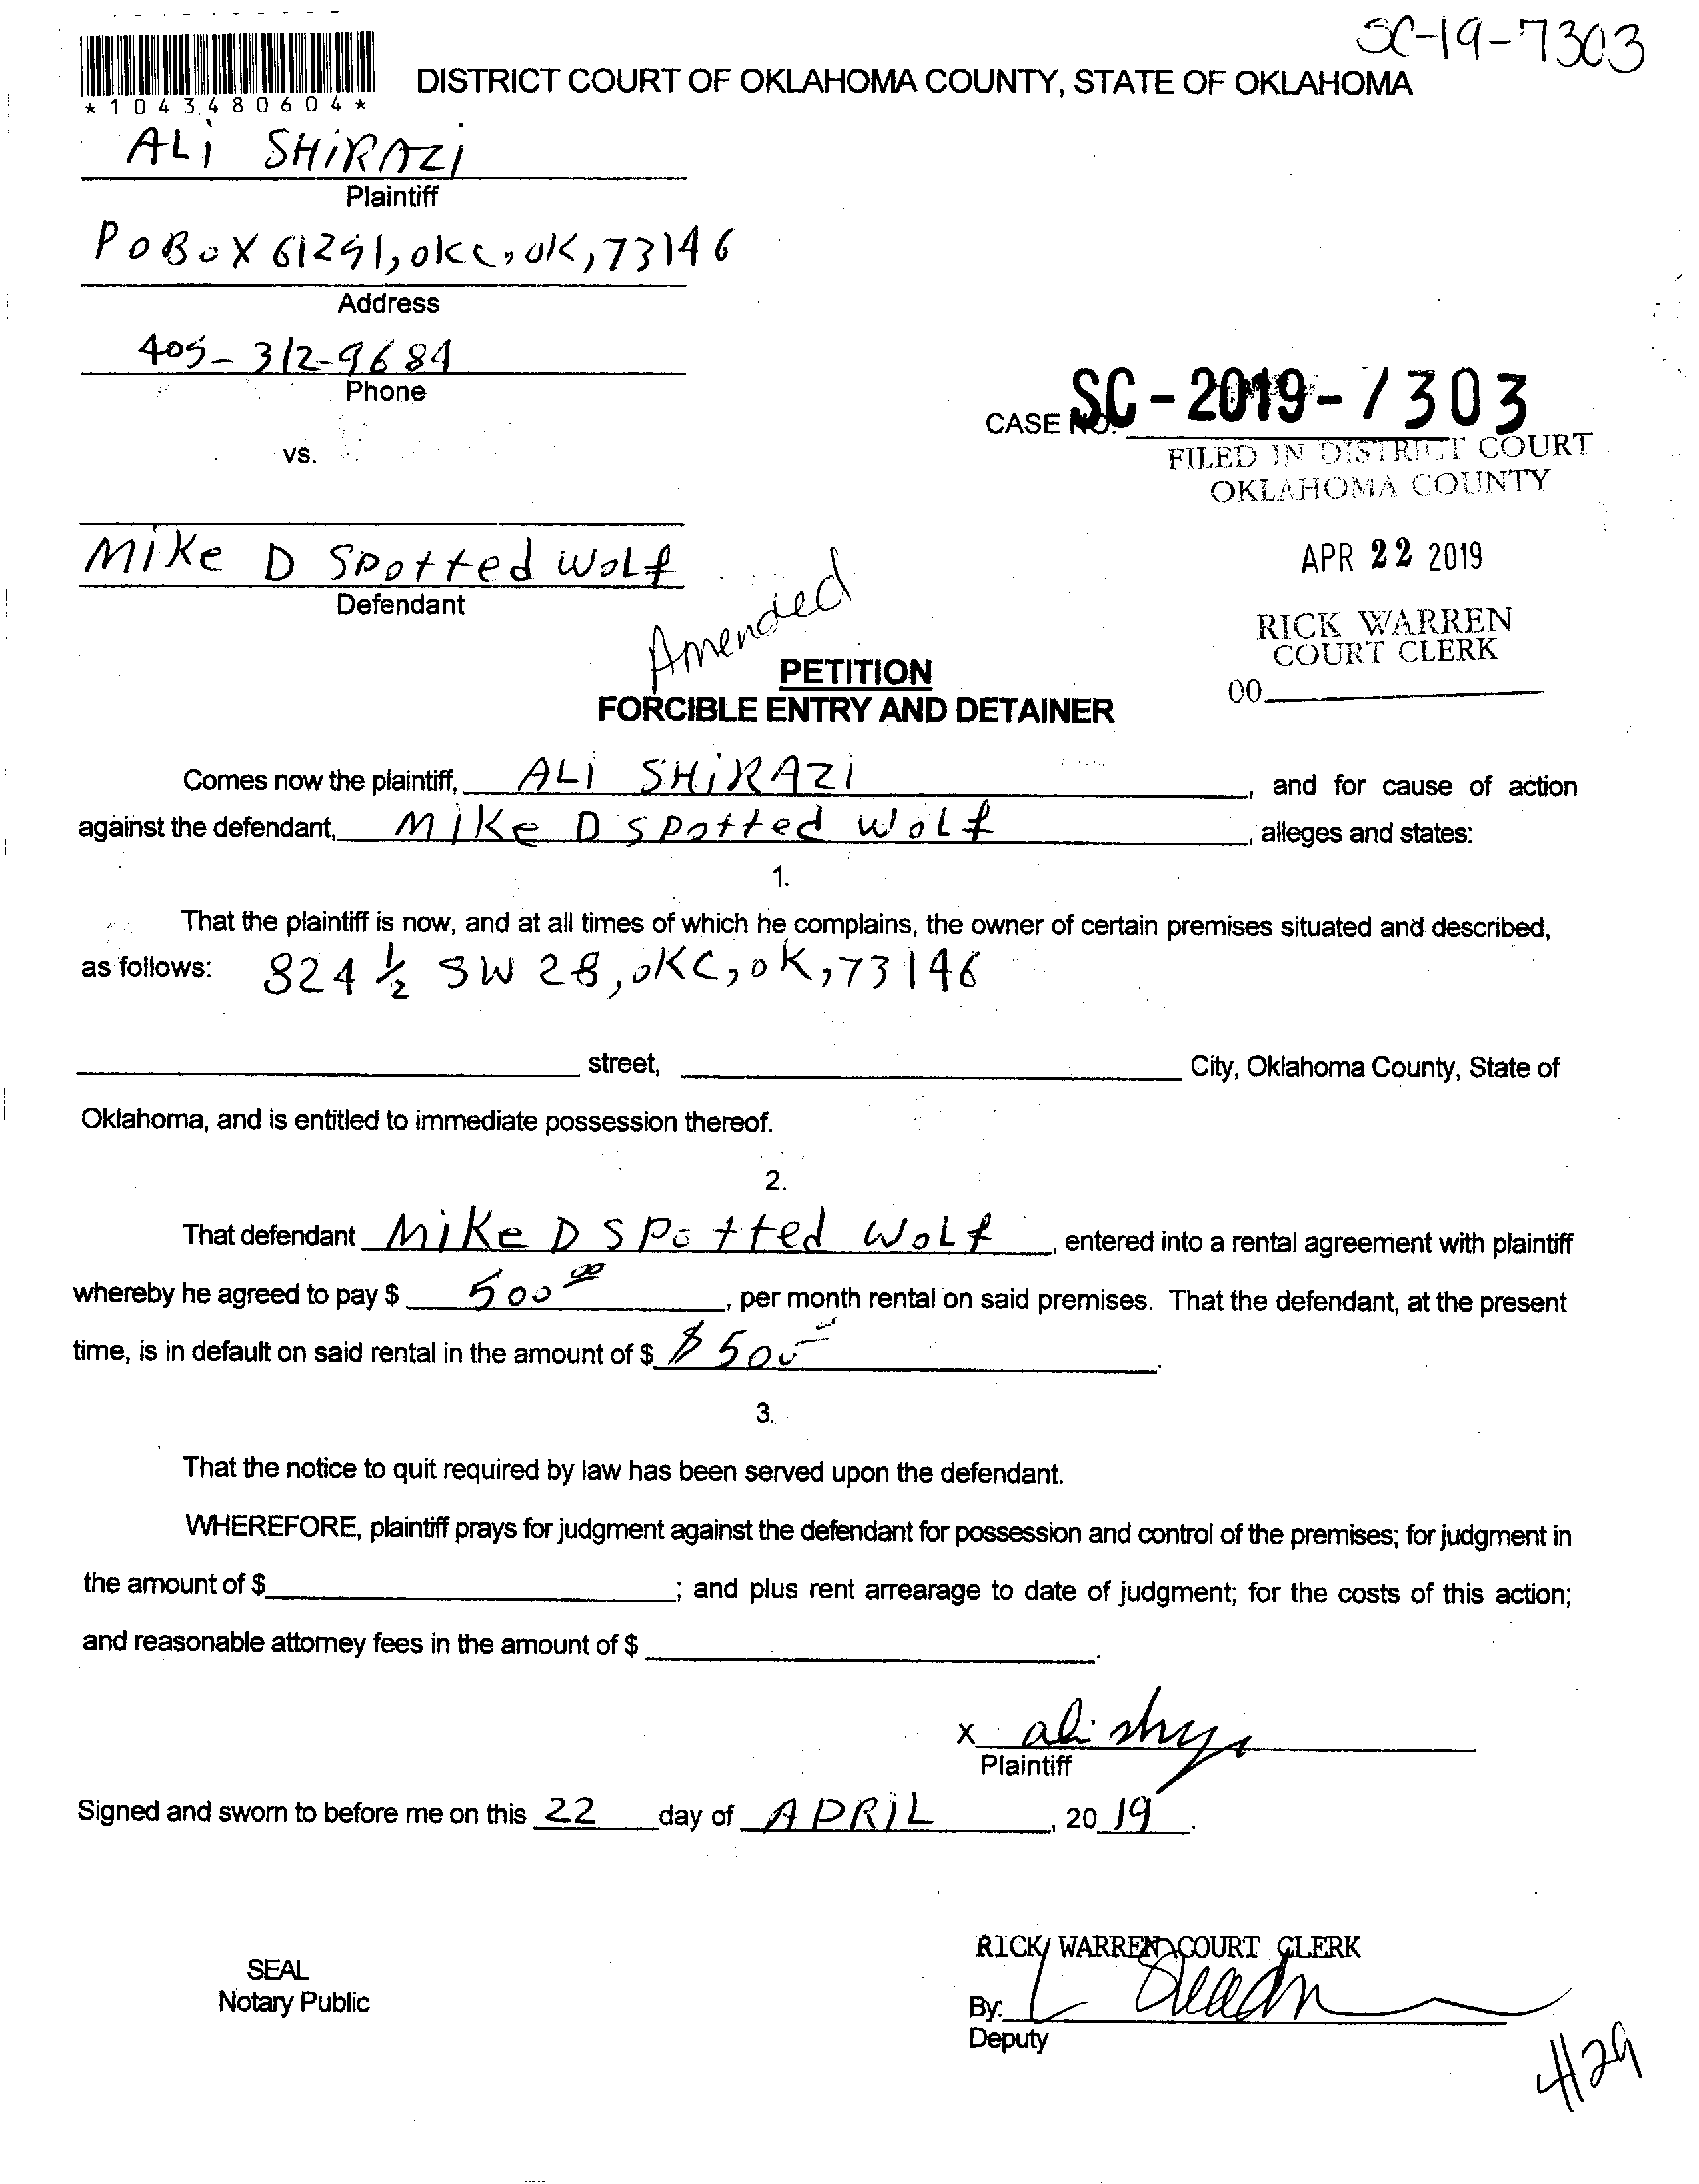 SC-19-7303
*1043480604*
DISTRICT COURT OF OKLAHOMA COUNTY, STATE OF OKLAHOMA
ALi SHiRAZi
Plaintiff
PO BOX 61291, OKC, OK, 73146
Address
405-312-9684
Phone
CASE NO. SC-2019-7303
vs.
FILED IN DISTRICT COURT
OKLAHOMA COUNTY
MiKe D SPotted WoLf
Defendant
APR 22 2019
RICK WARREN
COURT CLERK
00
Amended
PETITION
FORCIBLE ENTRY AND DETAINER
Comes now the plaintiff, ALi SHiRAZi, and for cause of action
against the defendant, MiKe D SPotted WoLf, alleges and states:
1.
That the plaintiff is now, and at all times of which he complains, the owner of certain premises situated and described,
as follows: 824 ½ SW 28, OKC, OK, 73146
street, City, Oklahoma County, State of
Oklahoma, and is entitled to immediate possession thereof.
2.
That defendant MiKe D SPotted WoLf, entered into a rental agreement with plaintiff
whereby he agreed to pay $ 500 00, per month rental on said premises. That the defendant, at the present
time, is in default on said rental in the amount of $ $ 500.
3.
That the notice to quit required by law has been served upon the defendant.
WHEREFORE, plaintiff prays for judgment against the defendant for possession and control of the premises; for judgment in
the amount of $ ; and plus rent arrearage to date of judgment; for the costs of this action;
and reasonable attorney fees in the amount of $ .
x ali
Plaintiff
Signed and sworn to before me on this 22 day of APRiL, 20 19.
RICK WARREN COURT CLERK
SEAL
Notary Public
By:
Deputy
4/29